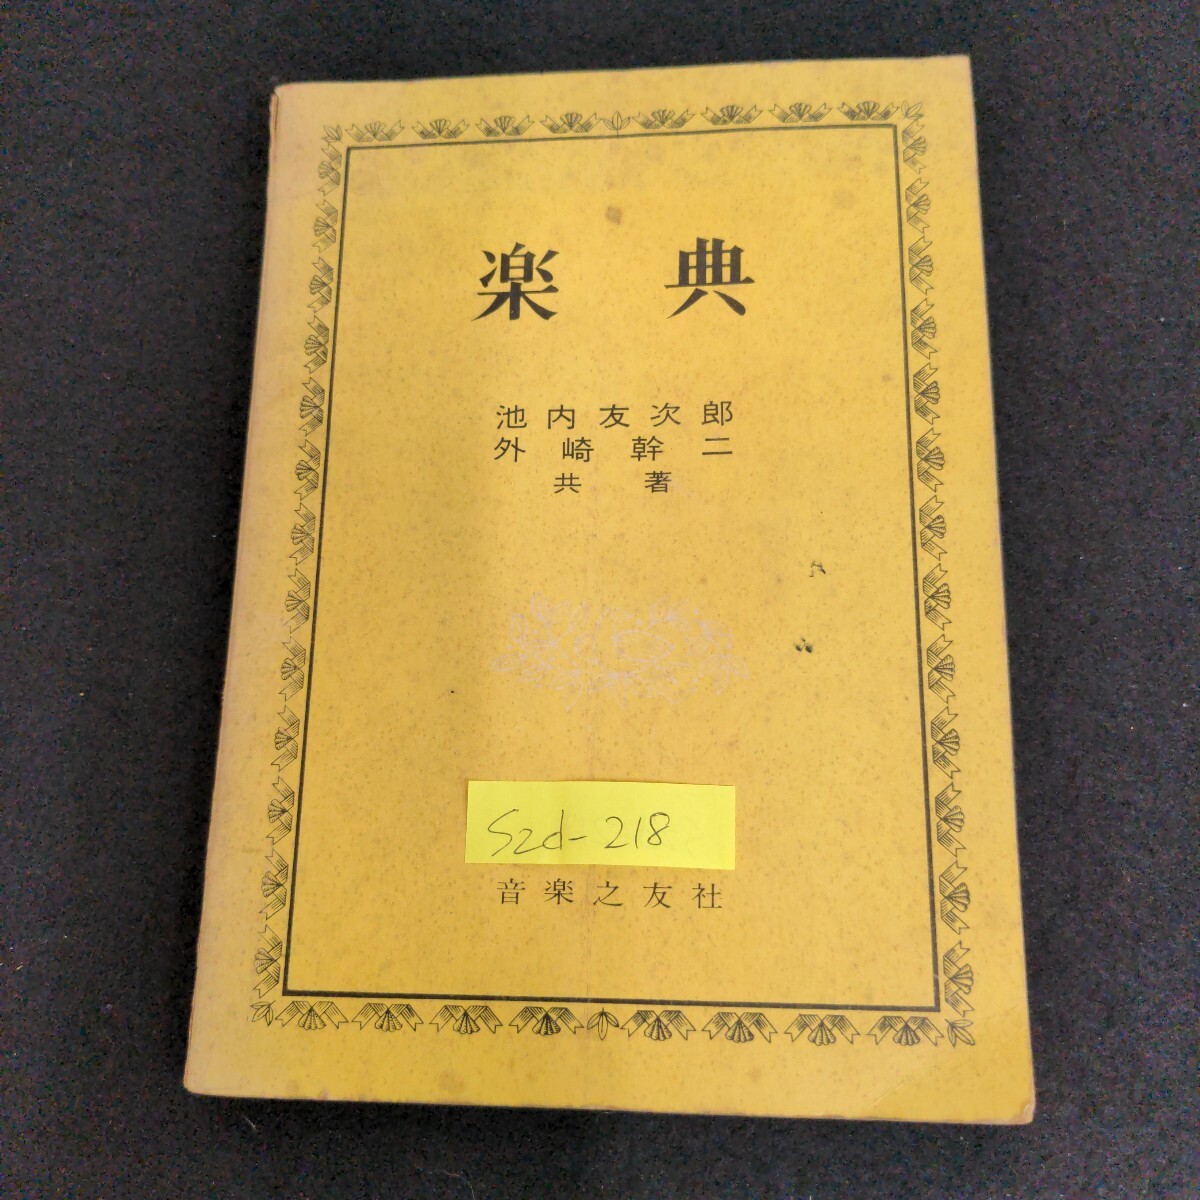 楽典
池内友次郎
外崎幹二
共著
Szd-218
音楽之友社